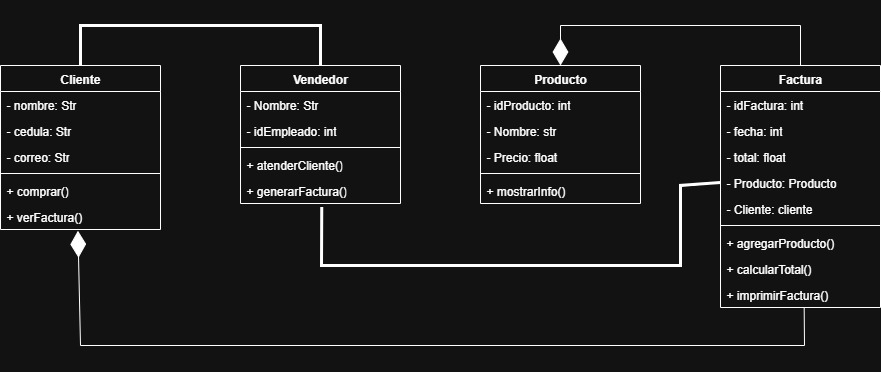 Cliente
- nombre: Str
- cedula: Str
- correo: Str
+ comprar()
+ verFactura()
Vendedor
- Nombre: Str
- idEmpleado: int
+ atenderCliente()
+ generarFactura()
Producto
- idProducto: int
- Nombre: str
- Precio: float
+ mostrarInfo()
Factura
- idFactura: int
- fecha: int
- total: float
- Producto: Producto
- Cliente: cliente
+ agregarProducto()
+ calcularTotal()
+ imprimirFactura()